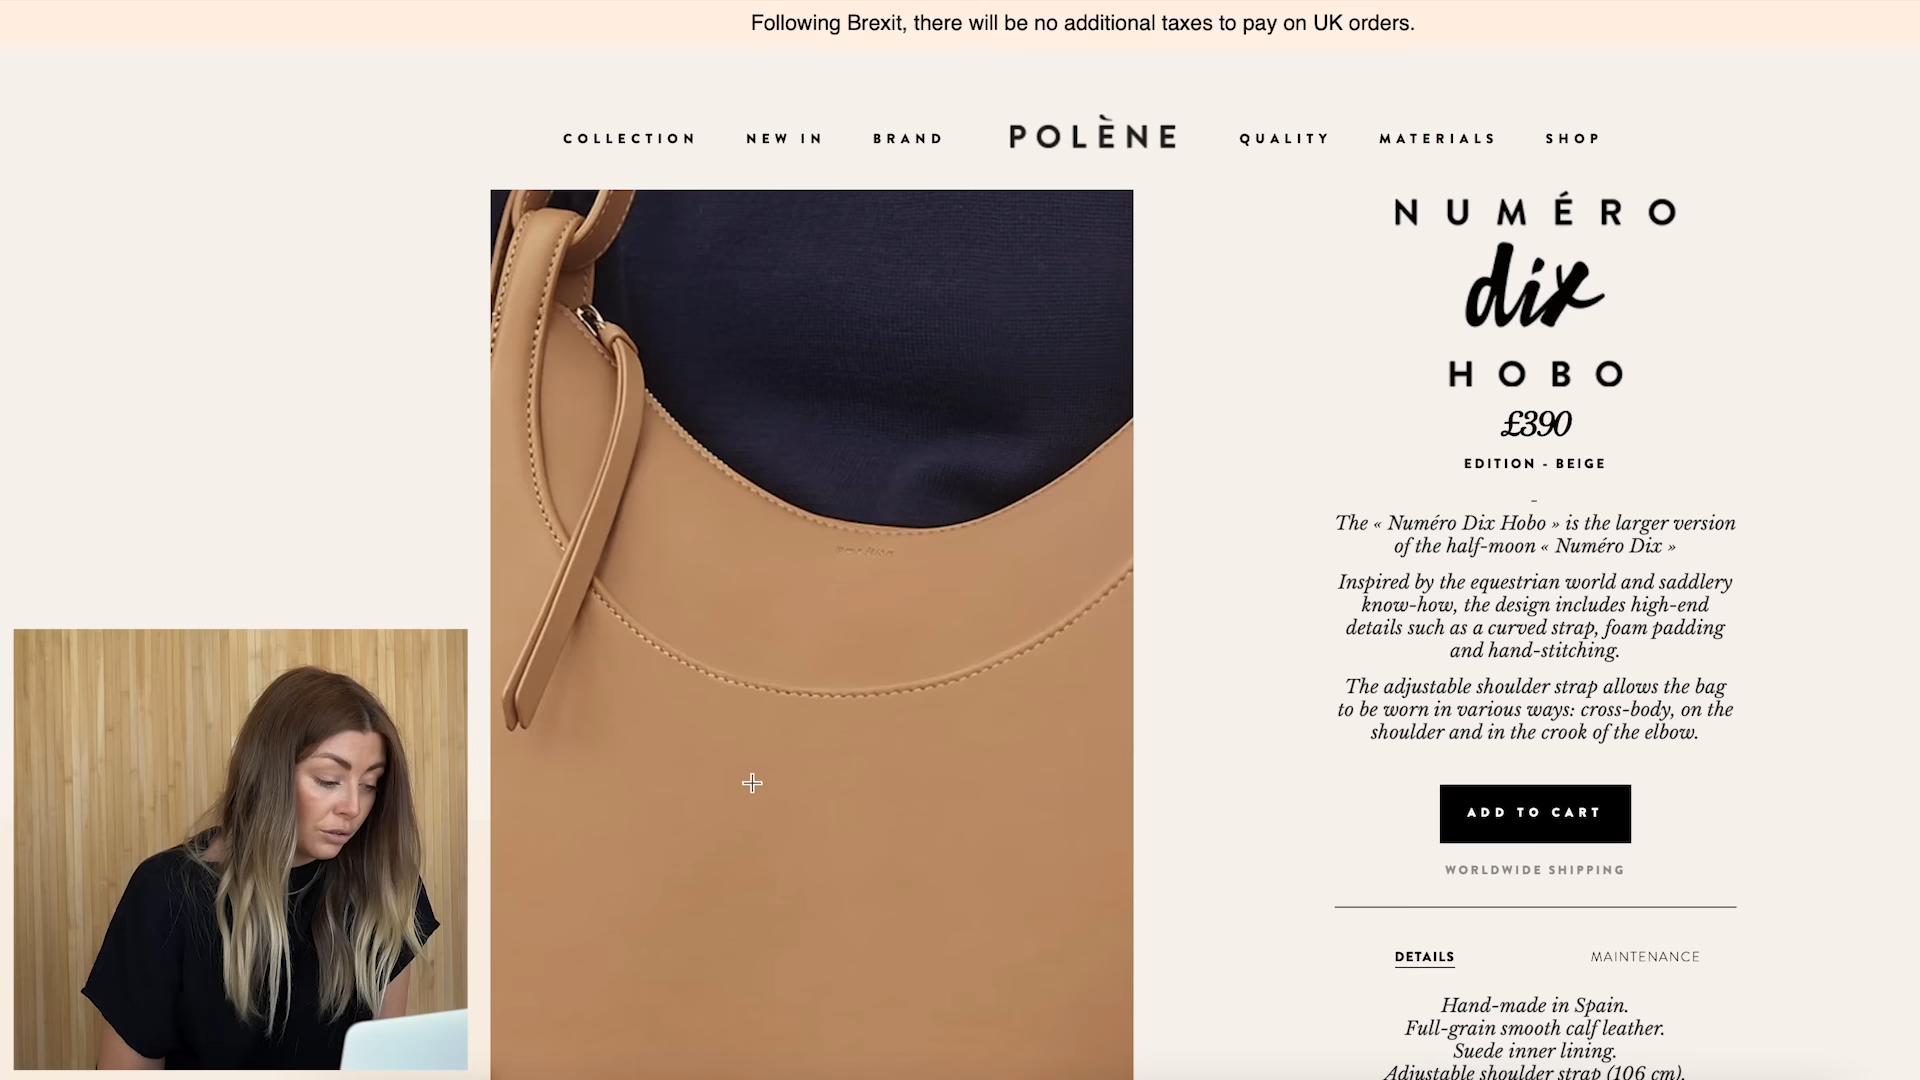 Following Brexit, there will be no additional taxes to pay on UK orders.
COLLECTION NEW IN BRAND POLÈNE QUALITY MATERIALS SHOP
NUMÉRO
dix
HOBO
£390
EDITION - BEIGE
-
The « Numéro Dix Hobo » is the larger version
of the half-moon « Numéro Dix »
Inspired by the equestrian world and saddlery
know-how, the design includes high-end
details such as a curved strap, foam padding
and hand-stitching.
The adjustable shoulder strap allows the bag
to be worn in various ways: cross-body, on the
shoulder and in the crook of the elbow.
ADD TO CART
WORLDWIDE SHIPPING
DETAILS MAINTENANCE
Hand-made in Spain.
Full-grain smooth calf leather.
Suede inner lining.
Adjustable shoulder strap (106 cm).